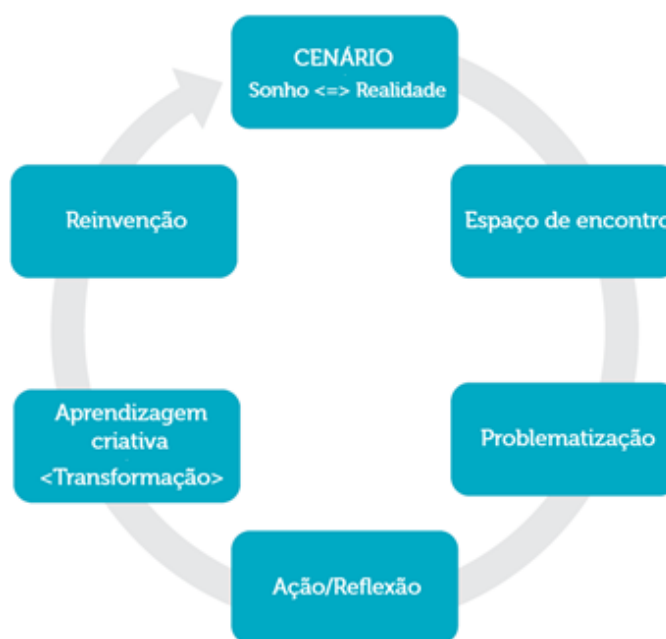 CENÁRIO
Sonho <=> Realidade
Espaço de encontro
Problematização
Ação/Reflexão
Aprendizagem
criativa
<Transformação>
Reinvenção